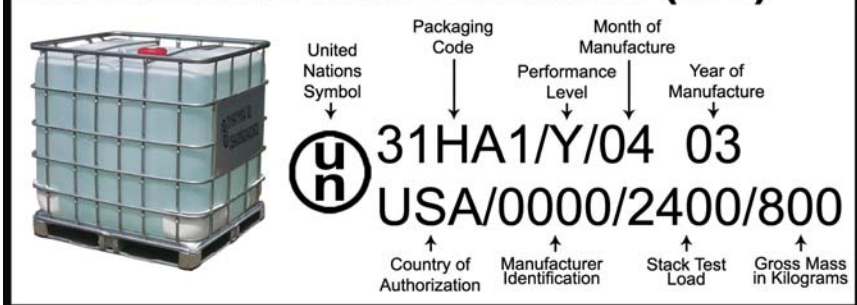 United
Nations
Symbol
Packaging
Code
Performance
Level
Month of
Manufacture
Year of
Manufacture
un
31HA1/Y/04 03
USA/0000/2400/800
Country of
Authorization
Manufacturer
Identification
Stack Test
Load
Gross Mass
in Kilograms